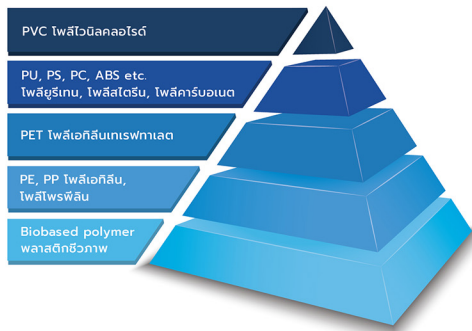 PVC โพลีไวนิลคลอไรด์
PU, PS, PC, ABS etc.
โพลียูรีเทน, โพลีสไตรีน, โพลีคาร์บอเนต
PET โพลีเอทิลีนเทเรฟทาเลต
PE, PP โพลีเอทิลีน,
โพลีโพรพีลีน
Biobased polymer
พลาสติกชีวภาพ